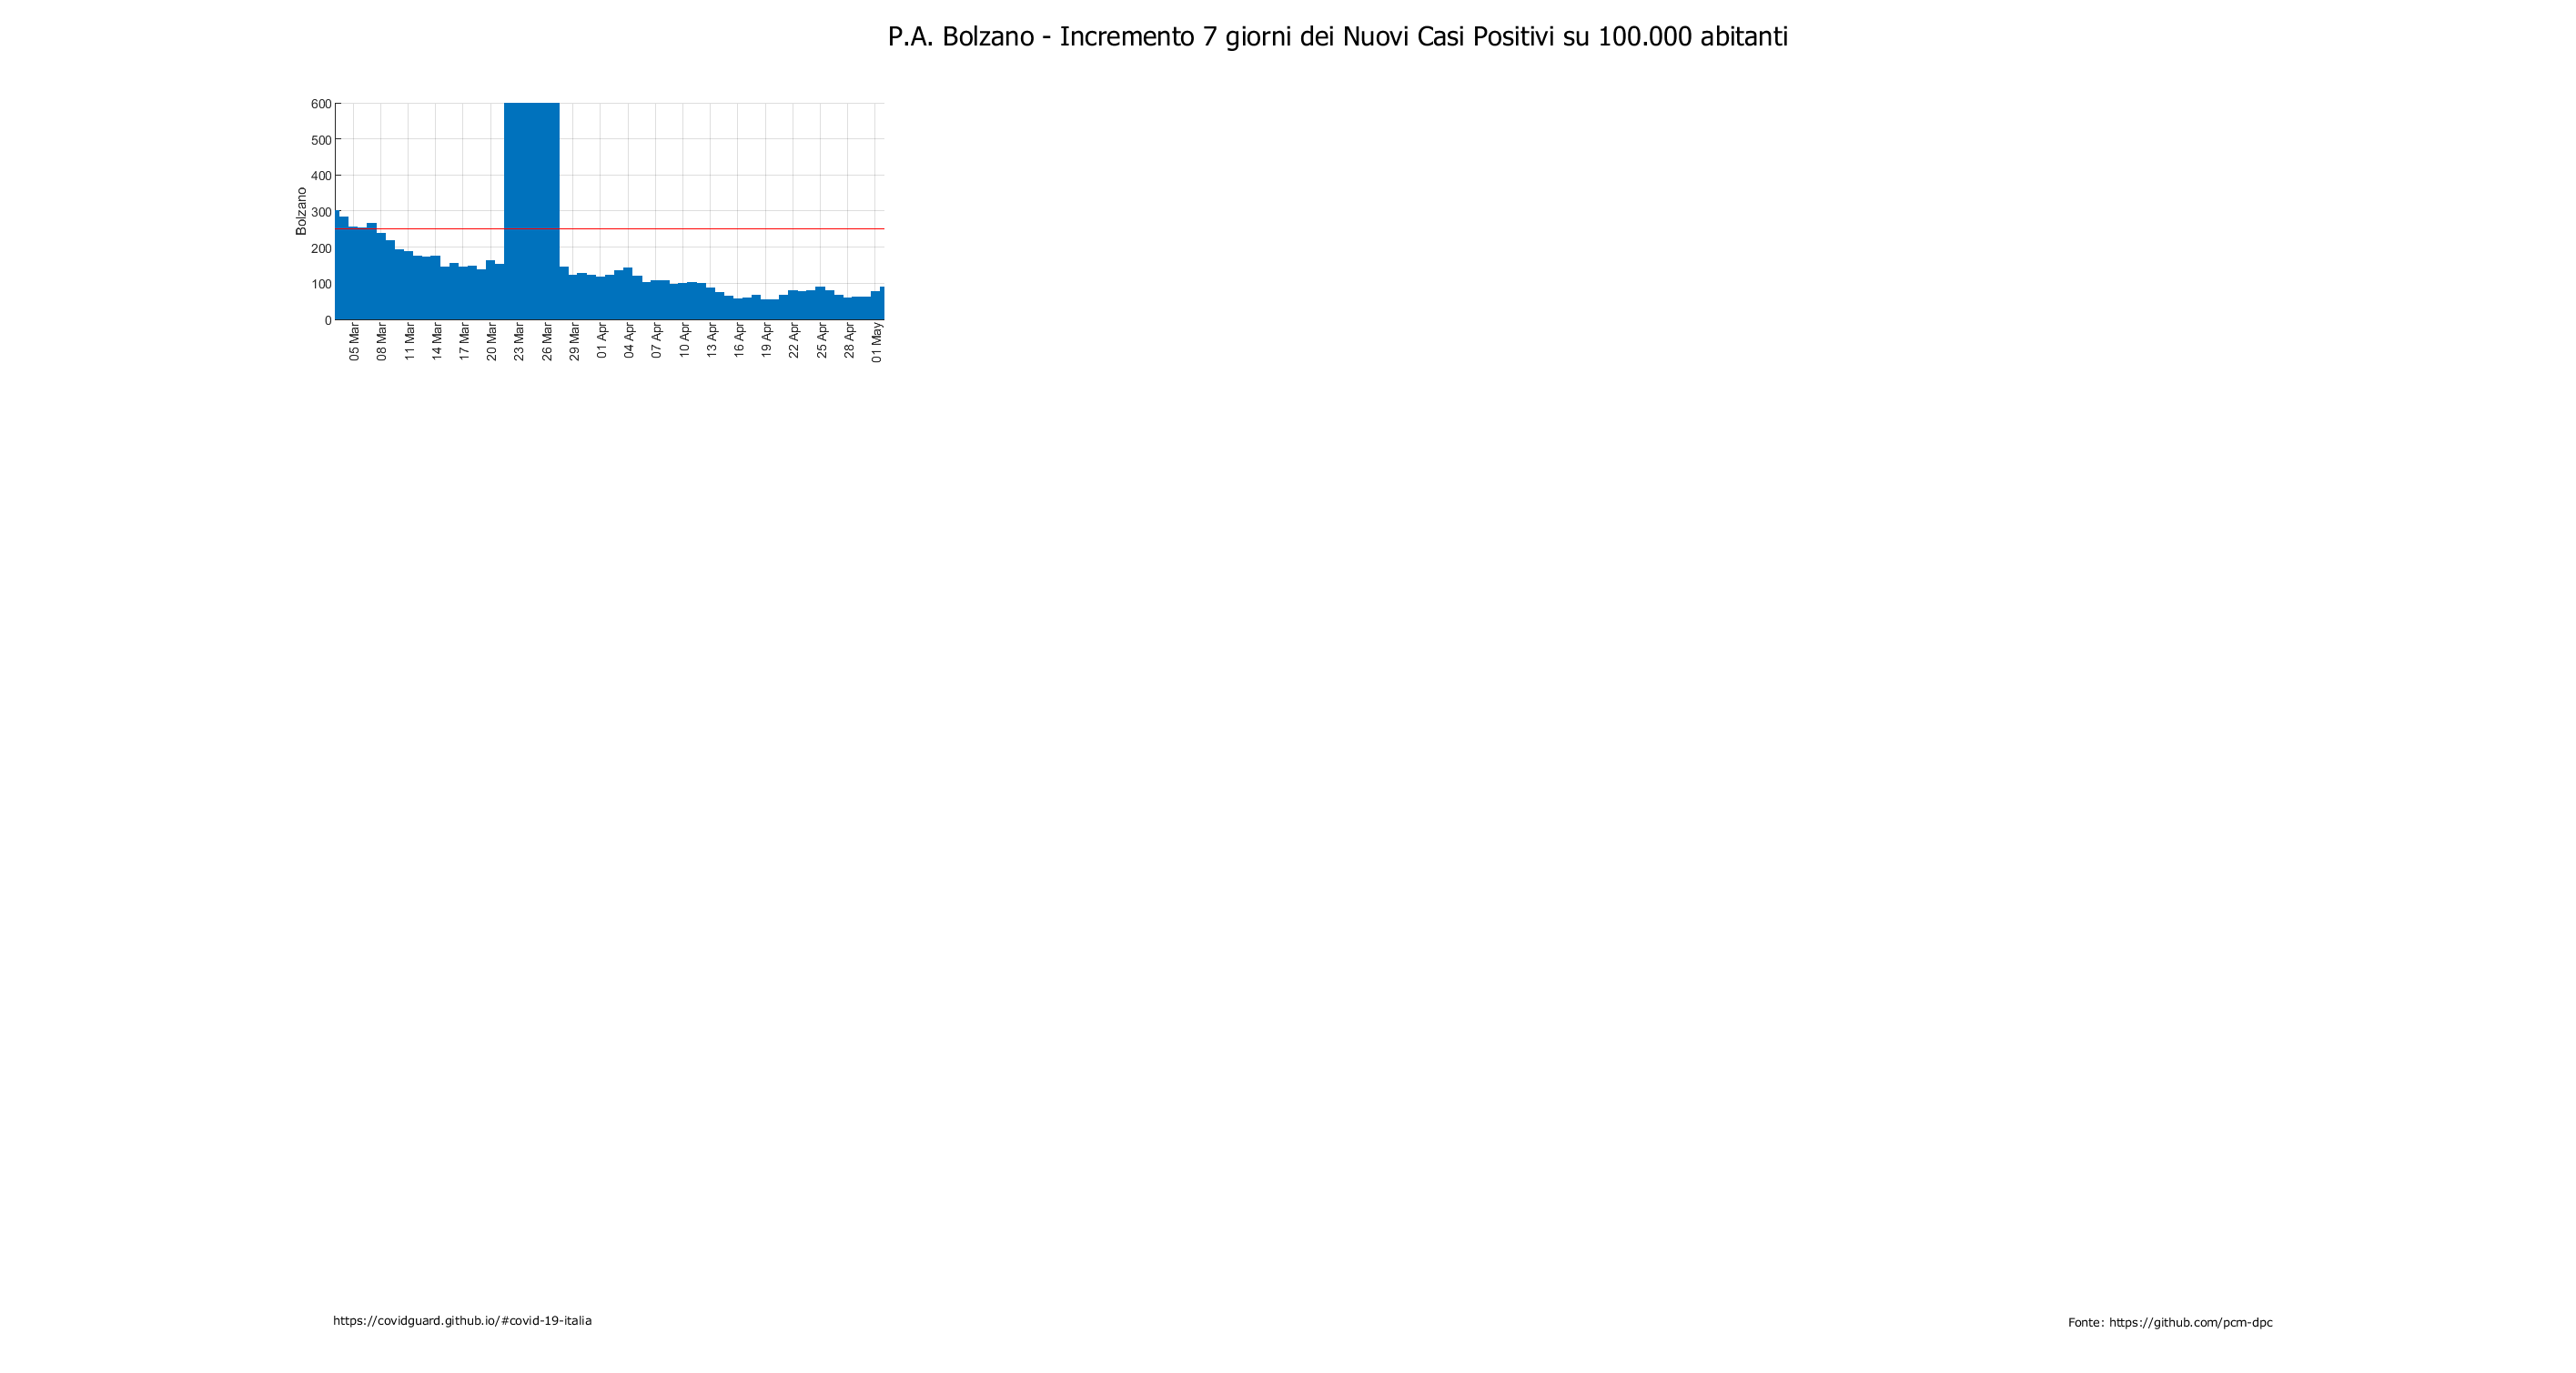 P.A. Bolzano - Incremento 7 giorni dei Nuovi Casi Positivi su 100.000 abitanti
Bolzano
600
500
400
300
200
100
0
05 Mar
08 Mar
11 Mar
14 Mar
17 Mar
20 Mar
23 Mar
26 Mar
29 Mar
01 Apr
04 Apr
07 Apr
10 Apr
13 Apr
16 Apr
19 Apr
22 Apr
25 Apr
28 Apr
01 May
https://covidguard.github.io/#covid-19-italia
Fonte: https://github.com/pcm-dpc